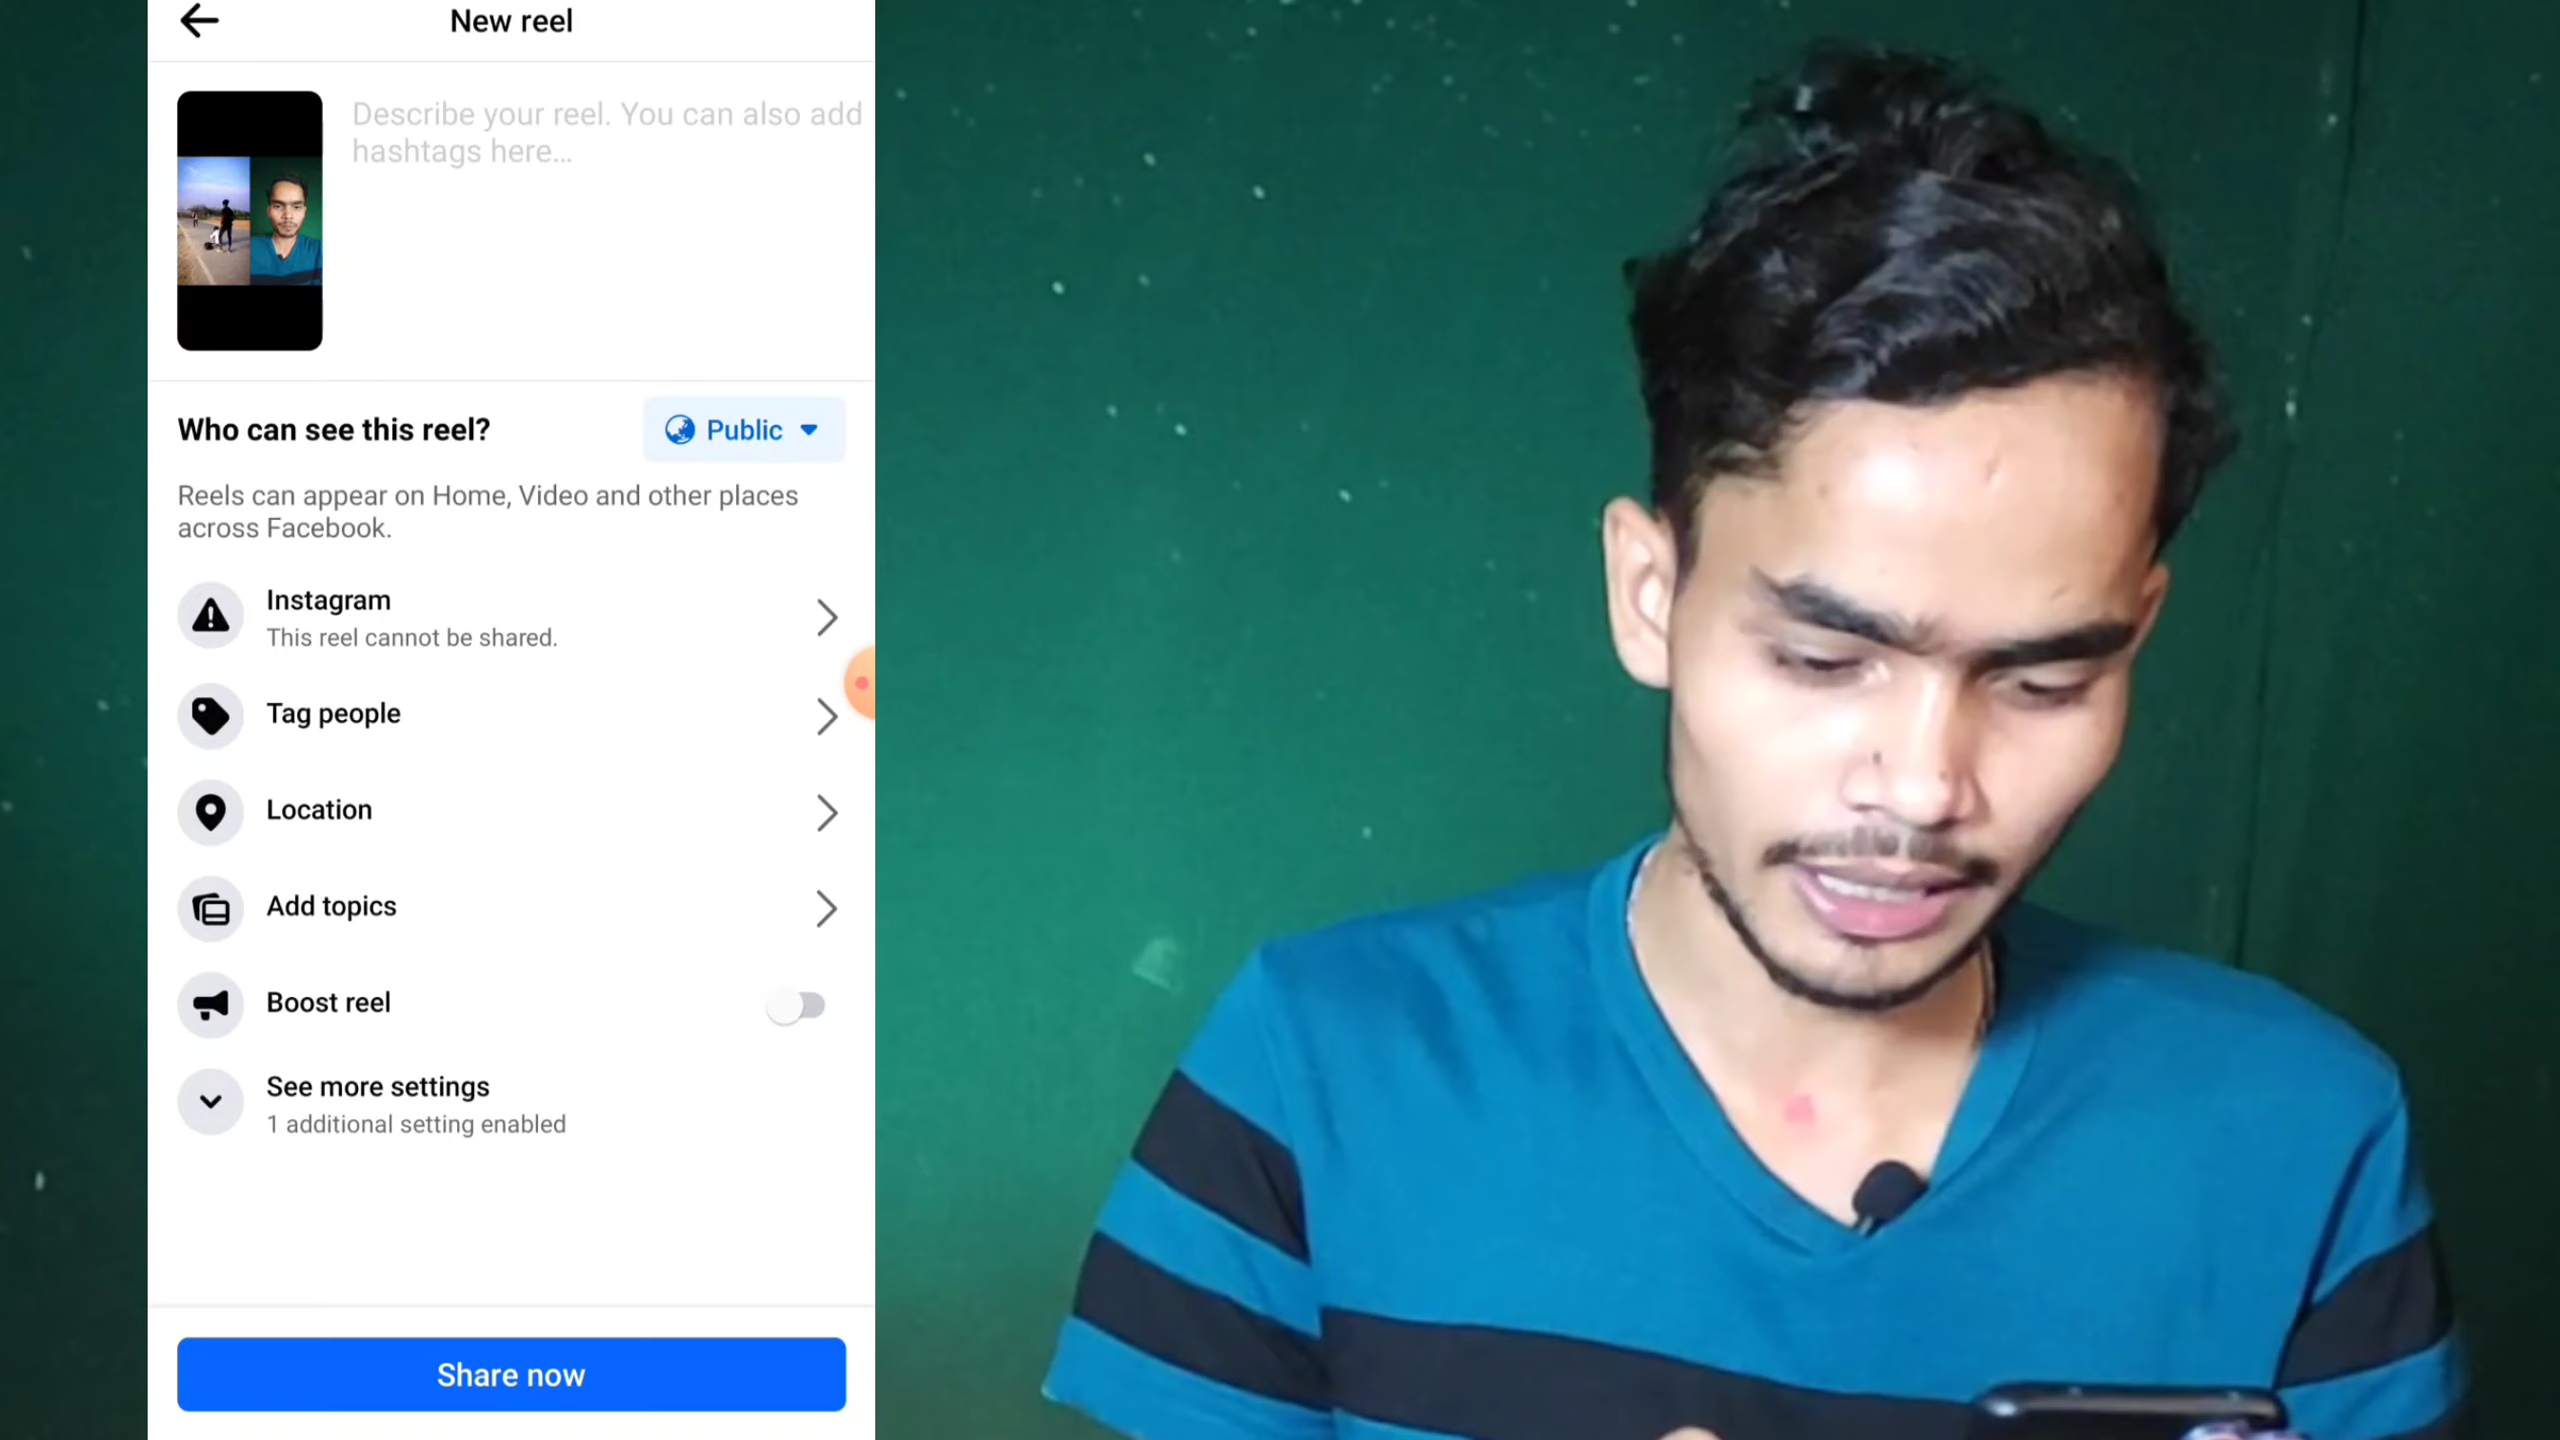 New reel
Describe your reel. You can also add
hashtags here...
Who can see this reel?
Public
Reels can appear on Home, Video and other places
across Facebook.
Instagram
This reel cannot be shared.
Tag people
Location
Add topics
Boost reel
See more settings
1 additional setting enabled
Share now